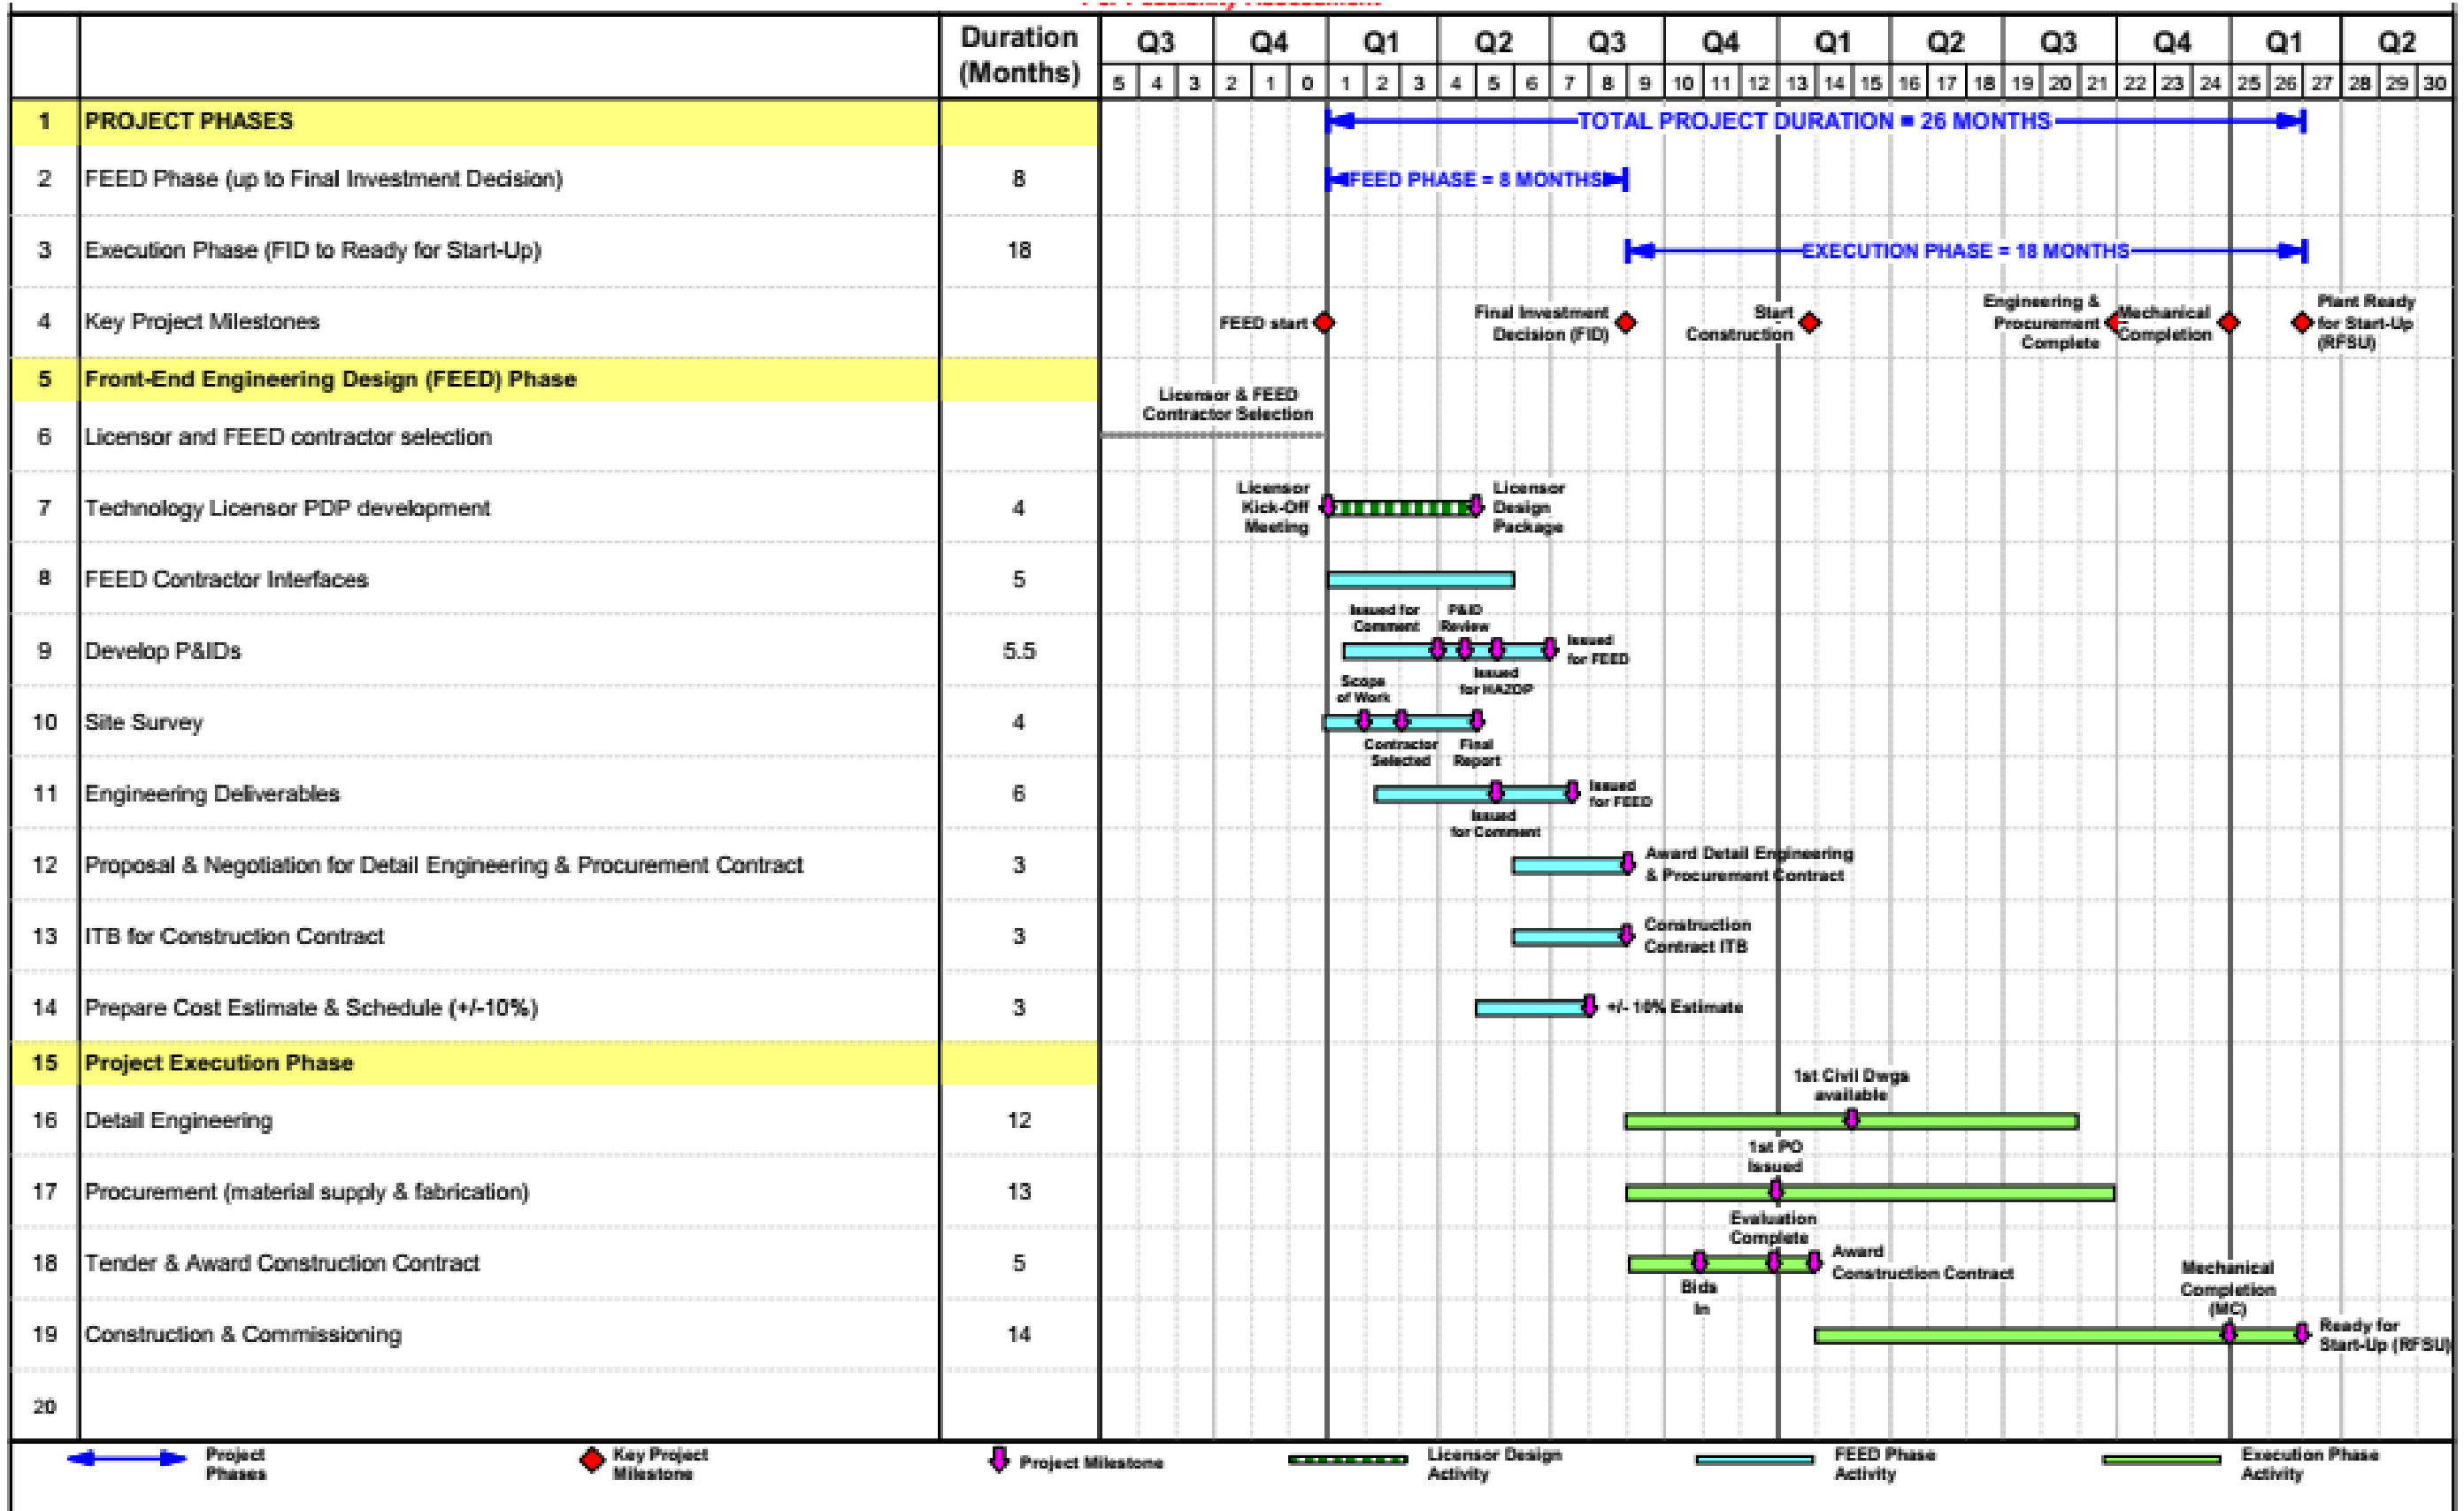 Duration
(Months)
Q3 Q4 Q1 Q2 Q3 Q4 Q1 Q2 Q3 Q4 Q1 Q2
5 4 3 2 1 0 1 2 3 4 5 6 7 8 9 10 11 12 13 14 15 16 17 18 19 20 21 22 23 24 25 26 27 28 29 30
1 PROJECT PHASES
TOTAL PROJECT DURATION = 26 MONTHS
2 FEED Phase (up to Final Investment Decision) 8
FEED PHASE = 8 MONTHS
3 Execution Phase (FID to Ready for Start-Up) 18
EXECUTION PHASE = 18 MONTHS
4 Key Project Milestones
FEED start
Final Investment
Decision (FID)
Start
Construction
Engineering &
Procurement
Complete
Mechanical
Completion
Plant Ready
for Start-Up
(RFSU)
5 Front-End Engineering Design (FEED) Phase
Licensor & FEED
Contractor Selection
6 Licensor and FEED contractor selection
7 Technology Licensor PDP development 4
Licensor
Kick-Off
Meeting
Licensor
Design
Package
8 FEED Contractor Interfaces 5
9 Develop P&IDs 5.5
Issued for
Comment
P&ID
Review
Issued
for HAZOP
Issued
for FEED
10 Site Survey 4
Scope
of Work
Contractor
Selected
Final
Report
11 Engineering Deliverables 6
Issued
for Comment
Issued
for FEED
12 Proposal & Negotiation for Detail Engineering & Procurement Contract 3
Award Detail Engineering
& Procurement Contract
13 ITB for Construction Contract 3
Construction
Contract ITB
14 Prepare Cost Estimate & Schedule (+/-10%) 3
+/- 10% Estimate
15 Project Execution Phase
16 Detail Engineering 12
1st Civil Dwgs
available
17 Procurement (material supply & fabrication) 13
1st PO
Issued
18 Tender & Award Construction Contract 5
Evaluation
Complete
Bids
In
Award
Construction Contract
19 Construction & Commissioning 14
Mechanical
Completion
(MC)
Ready for
Start-Up (RFSU)
20
Project
Phases
Key Project
Milestone
Project Milestone
Licensor Design
Activity
FEED Phase
Activity
Execution Phase
Activity